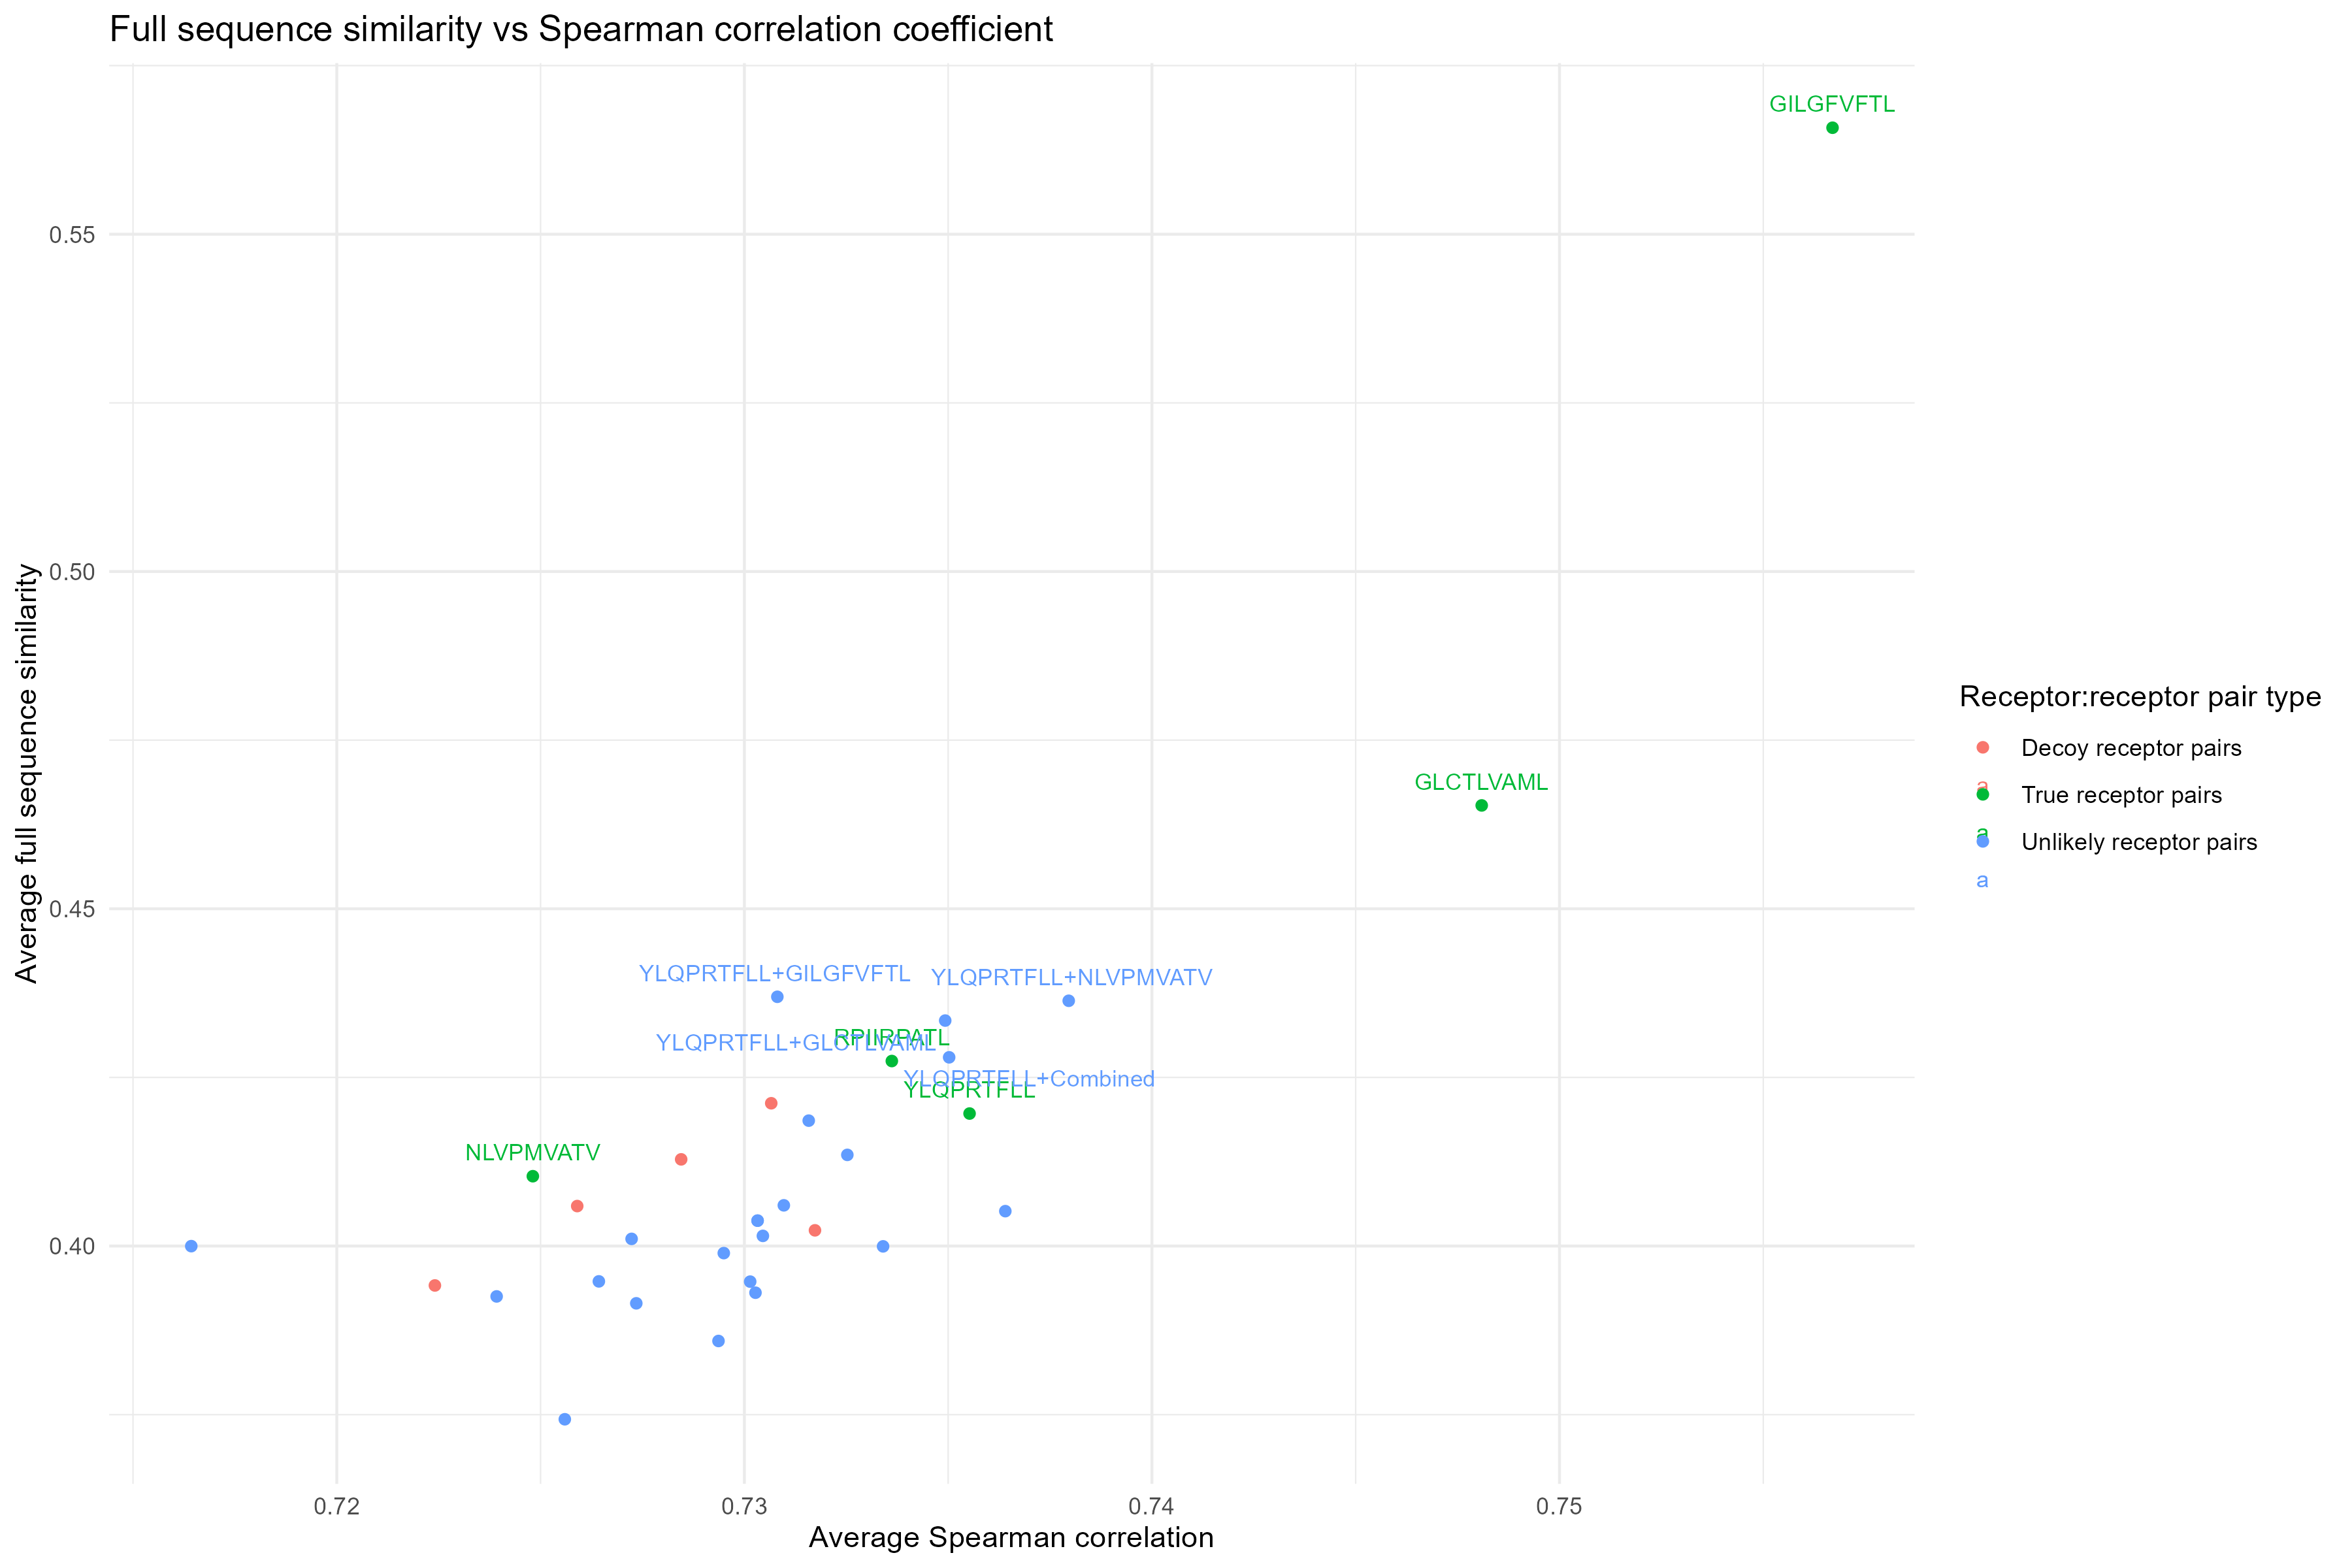 Full sequence similarity vs Spearman correlation coefficient
GILGFVFTL
0.55
0.50
GLCTLVAML
0.45
YLQPRTFLL+GILGFVFTL
YLQPRTFLL+NLVPMVATV
RPIIRPATL
YLQPRTFLL+GLCTLVAML
YLQPRTFLL+Combined
YLQPRTFLL
NLVPMVATV
0.40
0.72
0.73
0.74
0.75
Average Spearman correlation
Average full sequence similarity
Receptor:receptor pair type
Decoy receptor pairs
a
True receptor pairs
a
Unlikely receptor pairs
a